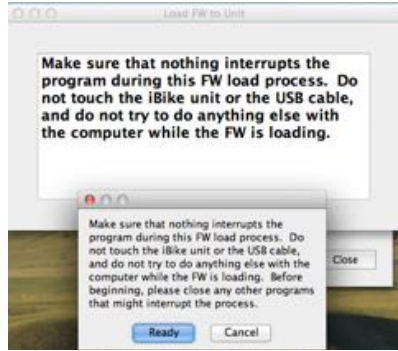 Load FW to Unit
Make sure that nothing interrupts the
program during this FW load process. Do
not touch the iBike unit or the USB cable,
and do not try to do anything else with
the computer while the FW is loading.
Make sure that nothing interrupts the
program during this FW load process. Do
not touch the iBike unit or the USB cable,
and do not try to do anything else with the
computer while the FW is loading. Before
beginning, please close any other programs
that might interrupt the process.
Close
Ready
Cancel